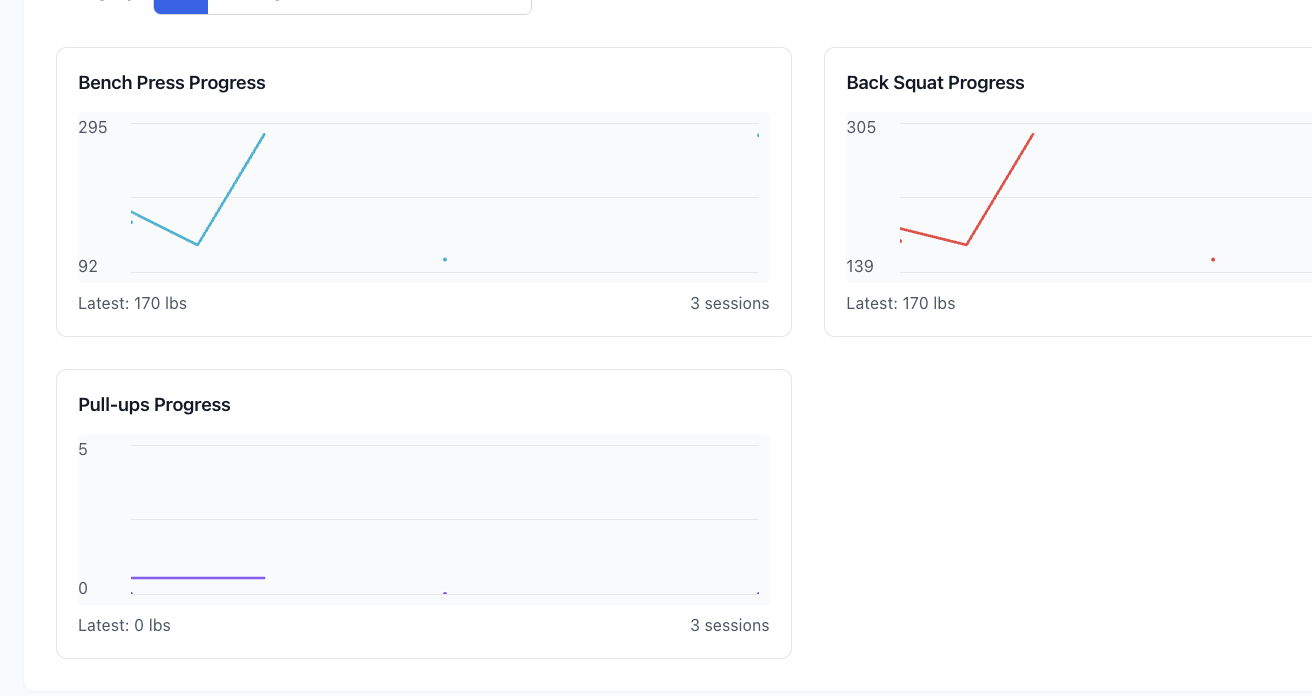 Bench Press Progress
295
92
Latest: 170 lbs
3 sessions
Back Squat Progress
305
139
Latest: 170 lbs
Pull-ups Progress
5
0
Latest: 0 lbs
3 sessions